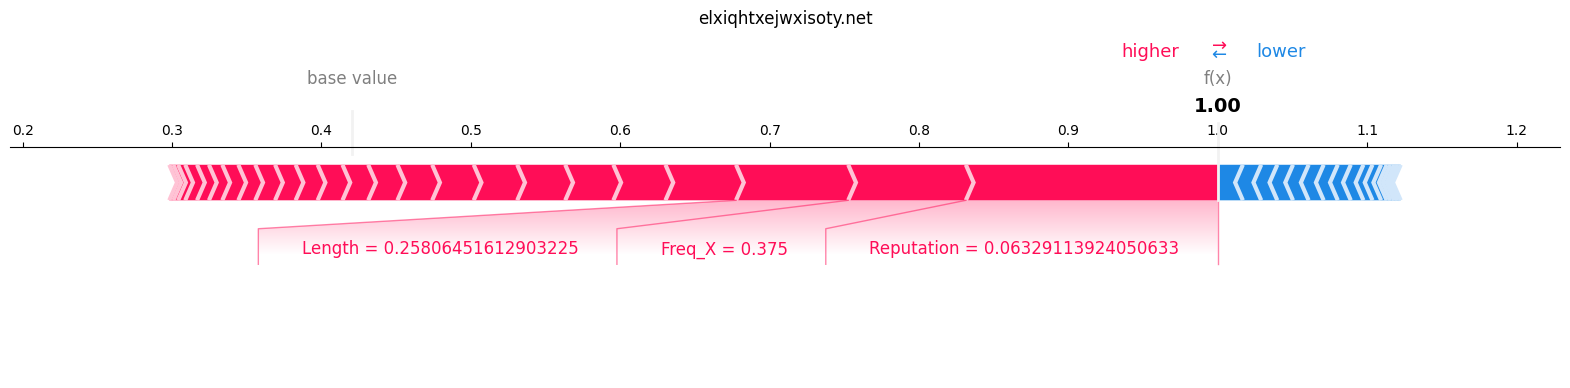 elxiqhtxejwxisoty.net
higher ⇄ lower
base value
f(x)
1.00
0.2 0.3 0.4 0.5 0.6 0.7 0.8 0.9 1.0 1.1 1.2
Length = 0.25806451612903225 Freq_X = 0.375 Reputation = 0.06329113924050633